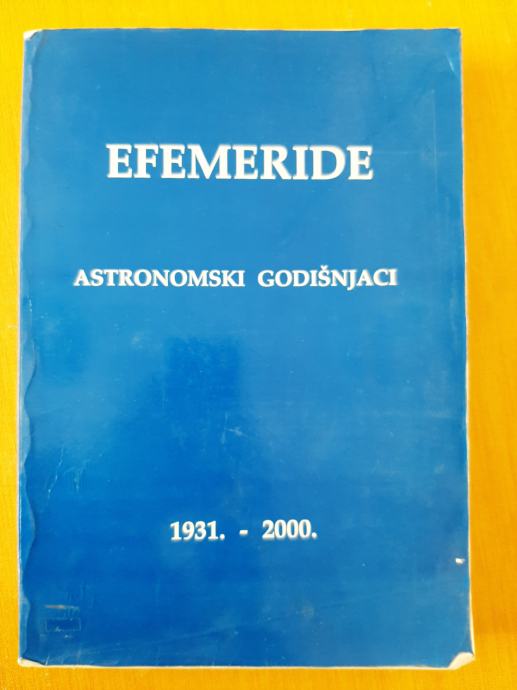 EFEMERIDE
ASTRONOMSKI GODIŠNJACI
1931. - 2000.